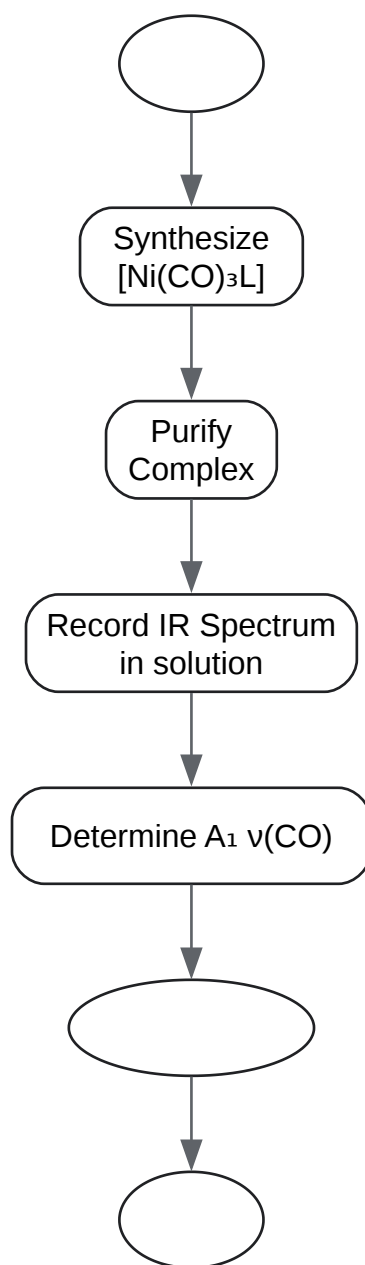 Synthesize
[Ni(CO)₃L]
Purify
Complex
Record IR Spectrum
in solution
Determine A₁ ν(CO)